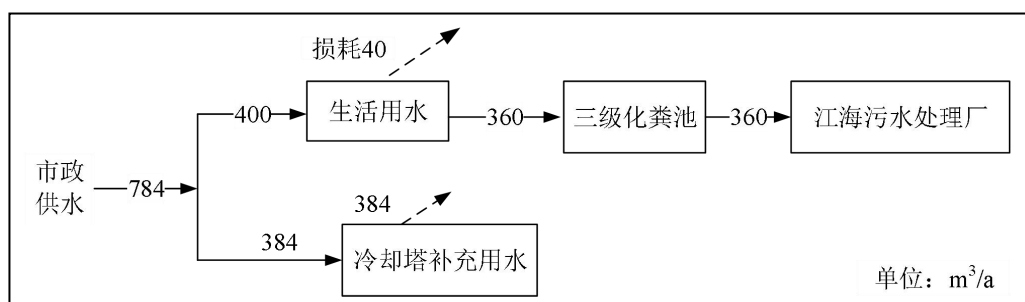 损耗40
400
生活用水
360
三级化粪池
360
江海污水处理厂
市政
供水
784
384
384
冷却塔补充用水
单位：m³/a